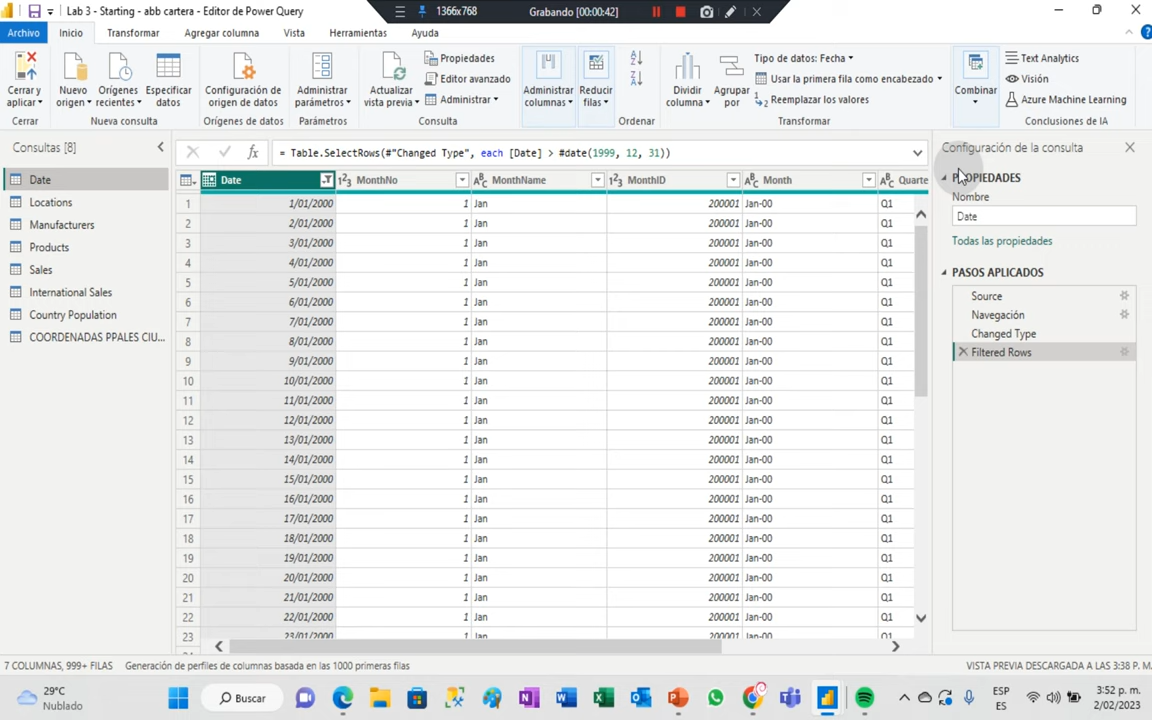 Lab 3 - Starting - abb cartera - Editor de Power Query
1366x768
Grabando [00:00:42]
Archivo
Inicio
Transformar
Agregar columna
Vista
Herramientas
Ayuda
Cerrar y aplicar
Nuevo origen
Orígenes recientes
Especificar datos
Configuración de origen de datos
Administrar parámetros
Actualizar vista previa
Propiedades
Editor avanzado
Administrar
Administrar columnas
Reducir filas
Dividir columna
Agrupar por
Tipo de datos: Fecha
Usar la primera fila como encabezado
Reemplazar los valores
Combinar
Text Analytics
Visión
Azure Machine Learning
Cerrar
Nueva consulta
Orígenes de datos
Parámetros
Consulta
Ordenar
Transformar
Conclusiones de IA
Consultas [8]
Date
Locations
Manufacturers
Products
Sales
International Sales
Country Population
COORDENADAS PPALES CIU...
= Table.SelectRows(#"Changed Type", each [Date] > #date(1999, 12, 31))
Date MonthNo MonthName MonthID Month Quarte
1 1/01/2000 1 Jan 200001 Jan-00 Q1
2 2/01/2000 1 Jan 200001 Jan-00 Q1
3 3/01/2000 1 Jan 200001 Jan-00 Q1
4 4/01/2000 1 Jan 200001 Jan-00 Q1
5 5/01/2000 1 Jan 200001 Jan-00 Q1
6 6/01/2000 1 Jan 200001 Jan-00 Q1
7 7/01/2000 1 Jan 200001 Jan-00 Q1
8 8/01/2000 1 Jan 200001 Jan-00 Q1
9 9/01/2000 1 Jan 200001 Jan-00 Q1
10 10/01/2000 1 Jan 200001 Jan-00 Q1
11 11/01/2000 1 Jan 200001 Jan-00 Q1
12 12/01/2000 1 Jan 200001 Jan-00 Q1
13 13/01/2000 1 Jan 200001 Jan-00 Q1
14 14/01/2000 1 Jan 200001 Jan-00 Q1
15 15/01/2000 1 Jan 200001 Jan-00 Q1
16 16/01/2000 1 Jan 200001 Jan-00 Q1
17 17/01/2000 1 Jan 200001 Jan-00 Q1
18 18/01/2000 1 Jan 200001 Jan-00 Q1
19 19/01/2000 1 Jan 200001 Jan-00 Q1
20 20/01/2000 1 Jan 200001 Jan-00 Q1
21 21/01/2000 1 Jan 200001 Jan-00 Q1
22 22/01/2000 1 Jan 200001 Jan-00 Q1
23 23/01/2000 1 Jan 200001 Jan-00 Q1
Configuración de la consulta
PROPIEDADES
Nombre
Date
Todas las propiedades
PASOS APLICADOS
Source
Navegación
Changed Type
Filtered Rows
7 COLUMNS, 999+ FILAS
Generación de perfiles de columnas basada en las 1000 primeras filas
VISTA PREVIA DESCARGADA A LAS 3:38 P. M.
29°C
Nublado
Buscar
ESP
ES
3:52 p. m.
2/02/2023